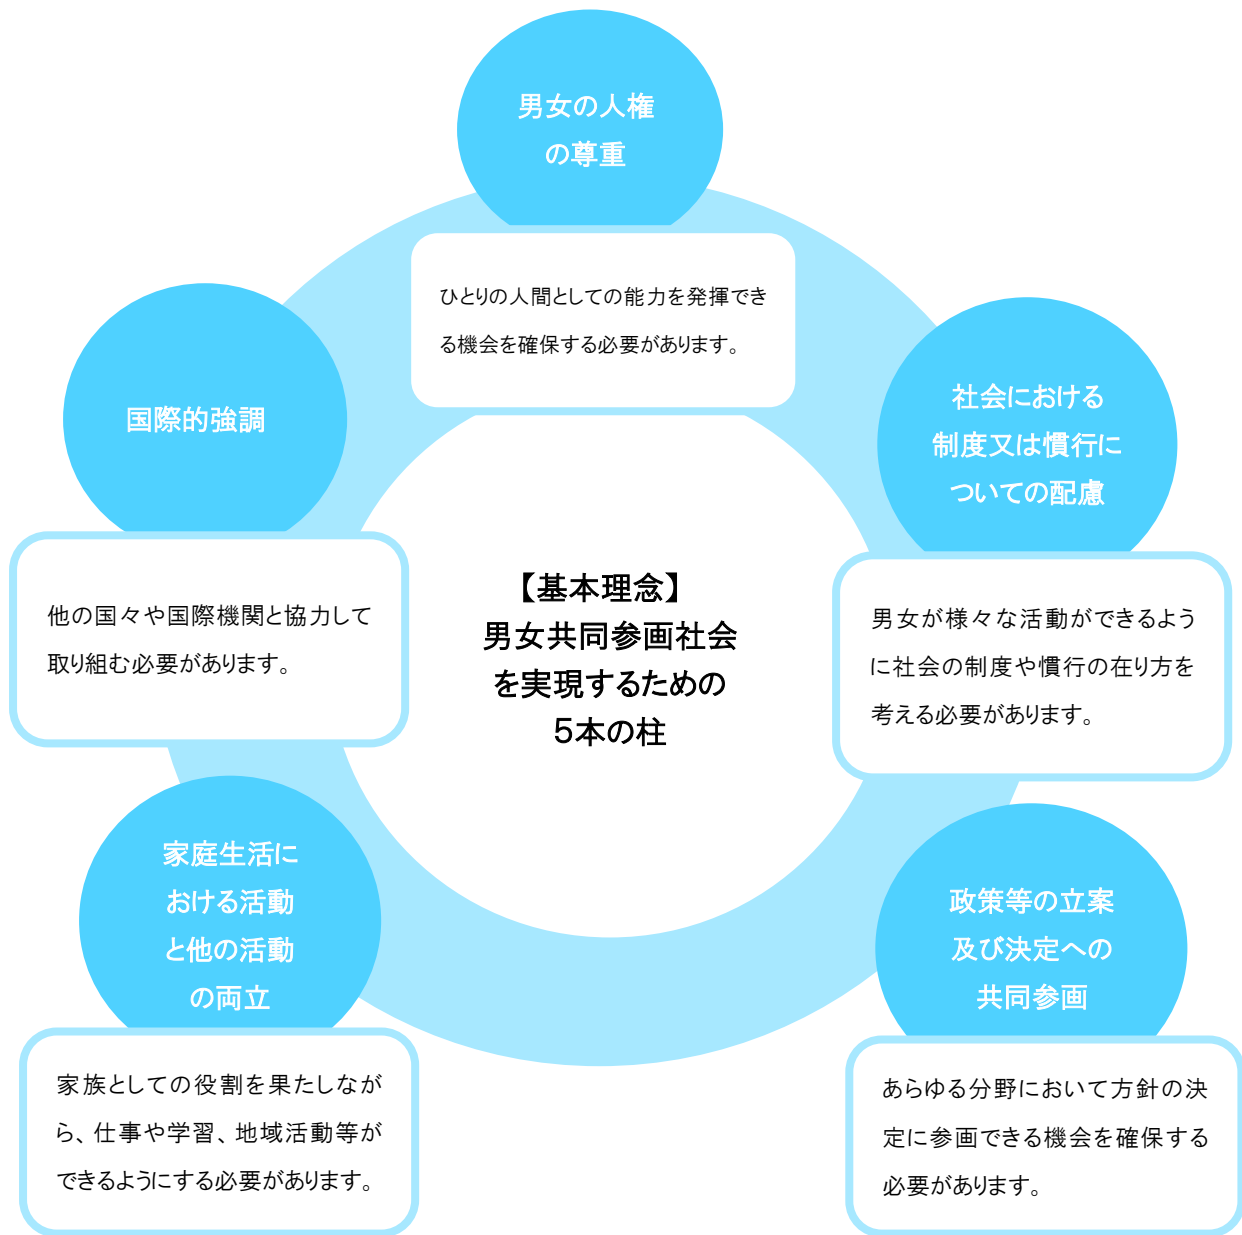 男女の人権
の尊重
ひとりの人間としての能力を発揮でき
る機会を確保する必要があります。
社会における
制度又は慣行に
ついての配慮
男女が様々な活動ができるよう
に社会の制度や慣行の在り方を
考える必要があります。
政策等の立案
及び決定への
共同参画
あらゆる分野において方針の決
定に参画できる機会を確保する
必要があります。
家庭生活に
おける活動
と他の活動
の両立
家族としての役割を果たしなが
ら、仕事や学習、地域活動等が
できるようにする必要があります。
国際的強調
他の国々や国際機関と協力して
取り組む必要があります。
【基本理念】
男女共同参画社会
を実現するための
5本の柱